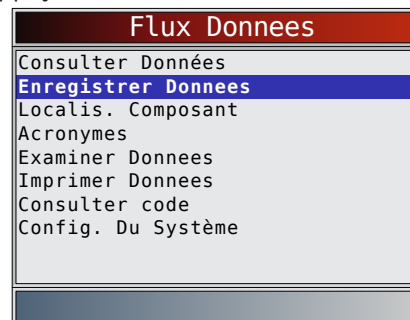 Flux Donnees
Consulter Données
Enregistrer Donnees
Localis. Composant
Acronymes
Examiner Donnees
Imprimer Donnees
Consulter code
Config. Du Système